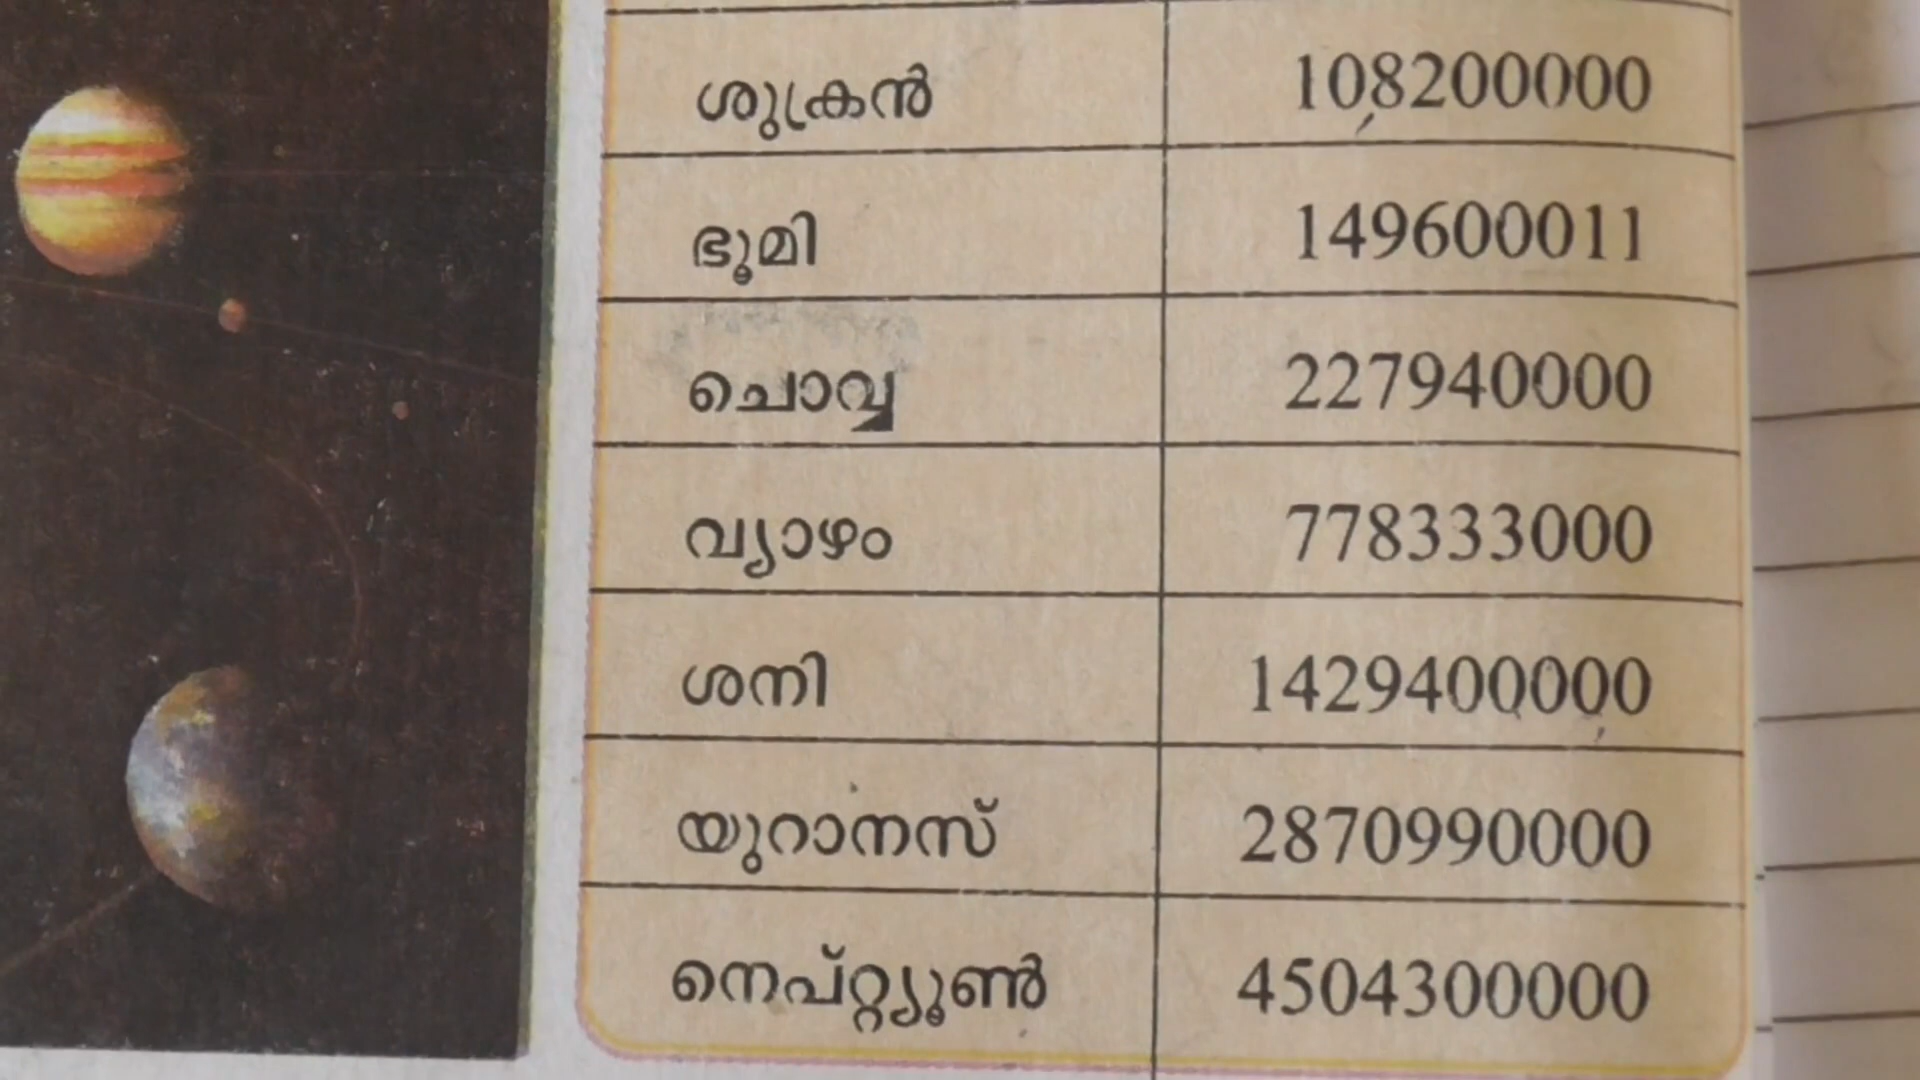 ശുക്രൻ 108200000
ഭൂമി 149600011
ചൊവ്വ 227940000
വ്യാഴം 778333000
ശനി 1429400000
യുറാനസ് 2870990000
നെപ്റ്റ്യൂൺ 4504300000